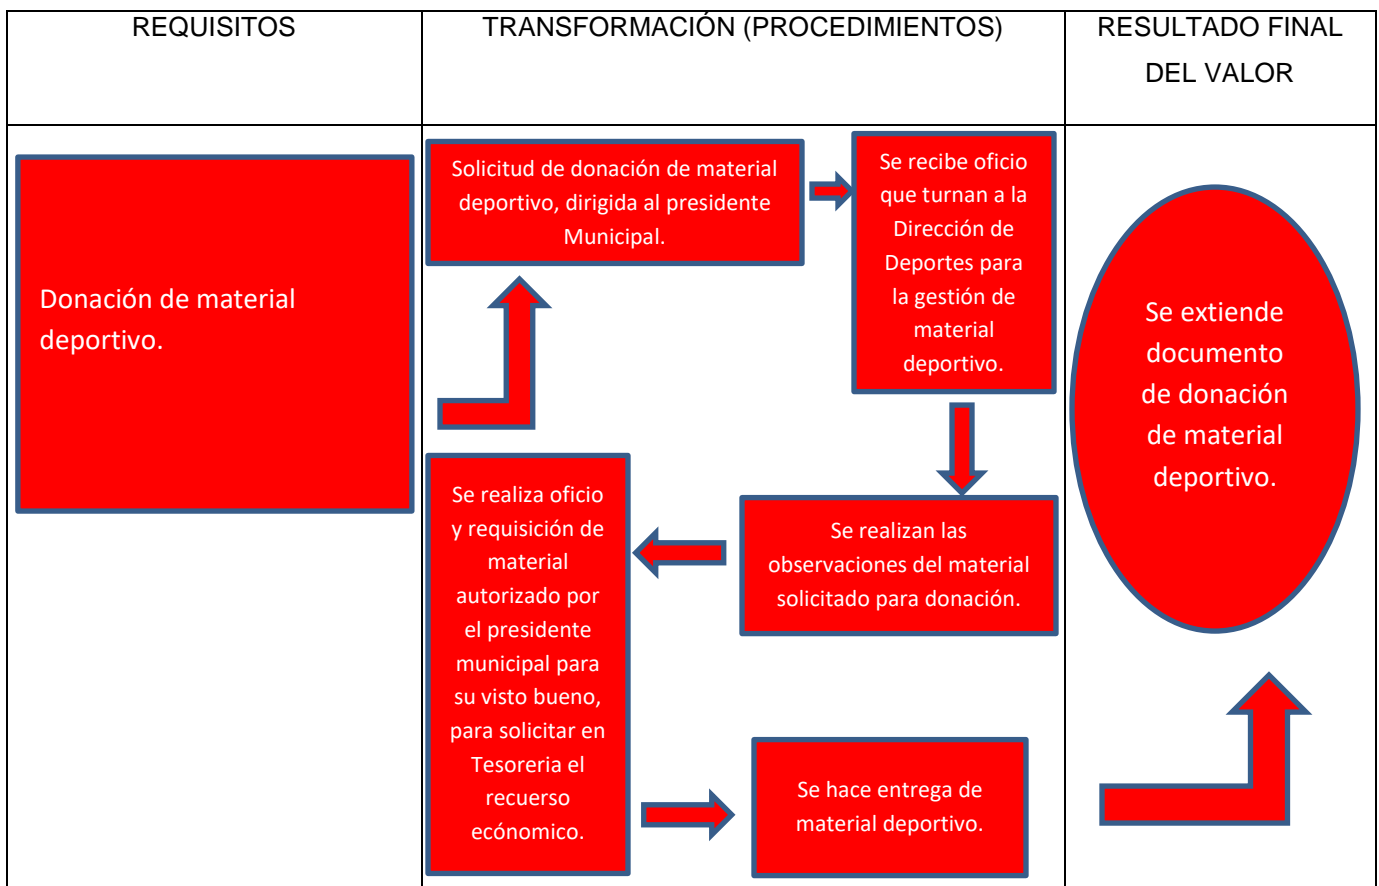 REQUISITOS
TRANSFORMACIÓN (PROCEDIMIENTOS)
RESULTADO FINAL
DEL VALOR
Donación de material
deportivo.
Solicitud de donación de material
deportivo, dirigida al presidente
Municipal.
Se recibe oficio
que turnan a la
Dirección de
Deportes para
la gestión de
material
deportivo.
Se realizan las
observaciones del material
solicitado para donación.
Se realiza oficio
y requisición de
material
autorizado por
el presidente
municipal para
su visto bueno,
para solicitar en
Tesoreria el
recuerso
ecónomico.
Se hace entrega de
material deportivo.
Se extiende
documento
de donación
de material
deportivo.